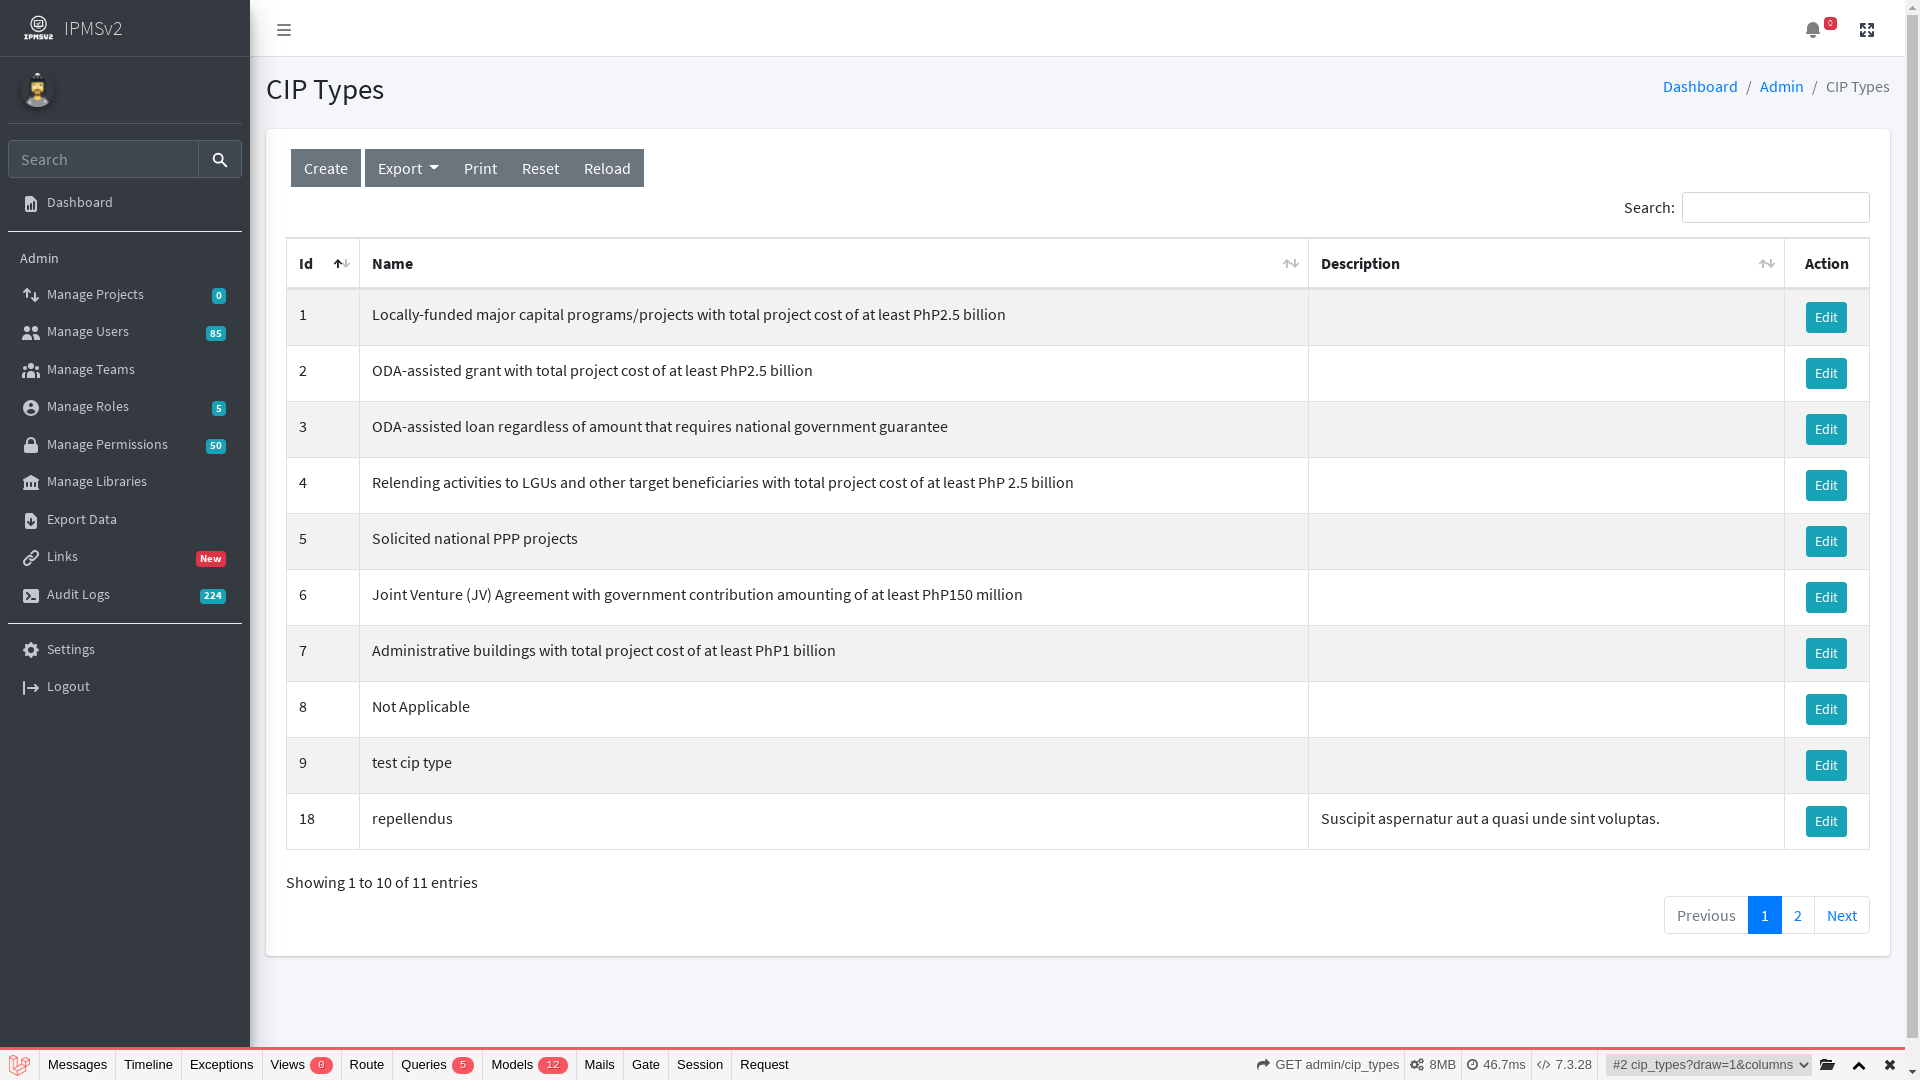 IPMSv2
IPMSV2
0
CIP Types
Dashboard / Admin / CIP Types
Search
Dashboard
Admin
Manage Projects 0
Manage Users 85
Manage Teams
Manage Roles 5
Manage Permissions 50
Manage Libraries
Export Data
Links New
Audit Logs 224
Settings
Logout
Create Export Print Reset Reload
Search:
Id Name Description Action
1 Locally-funded major capital programs/projects with total project cost of at least PhP2.5 billion Edit
2 ODA-assisted grant with total project cost of at least PhP2.5 billion Edit
3 ODA-assisted loan regardless of amount that requires national government guarantee Edit
4 Relending activities to LGUs and other target beneficiaries with total project cost of at least PhP 2.5 billion Edit
5 Solicited national PPP projects Edit
6 Joint Venture (JV) Agreement with government contribution amounting of at least PhP150 million Edit
7 Administrative buildings with total project cost of at least PhP1 billion Edit
8 Not Applicable Edit
9 test cip type Edit
18 repellendus Suscipit aspernatur aut a quasi unde sint voluptas. Edit
Showing 1 to 10 of 11 entries
Previous 1 2 Next
Messages Timeline Exceptions Views 0 Route Queries 5 Models 12 Mails Gate Session Request GET admin/cip_types 8MB 46.7ms 7.3.28 #2 cip_types?draw=1&columns